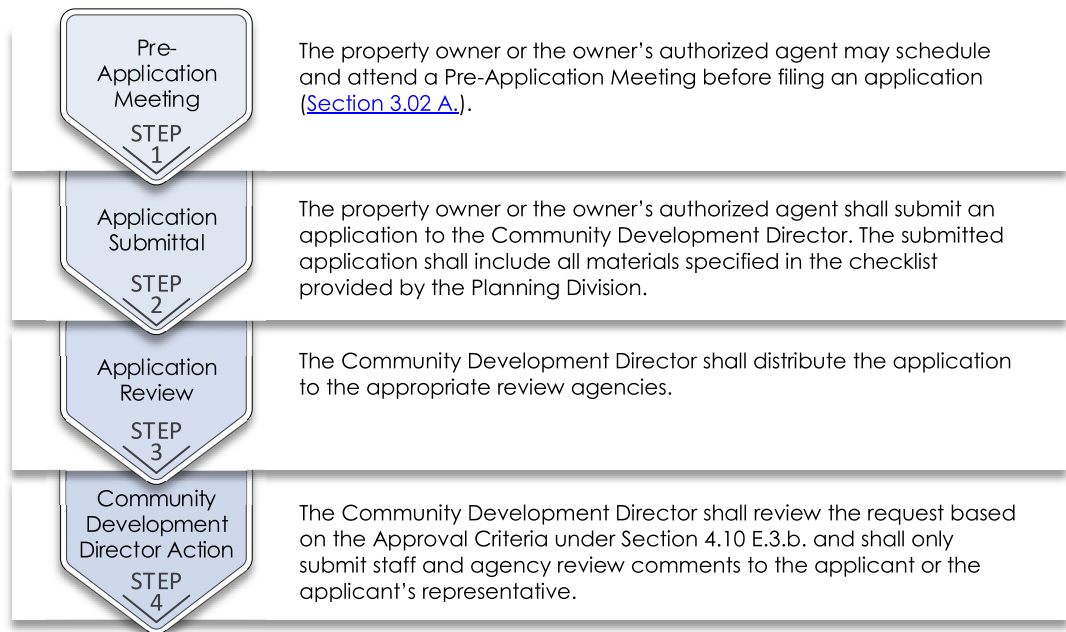 Pre-
Application
Meeting
STEP
1
The property owner or the owner’s authorized agent may schedule
and attend a Pre-Application Meeting before filing an application
(Section 3.02 A.).
Application
Submittal
STEP
2
The property owner or the owner’s authorized agent shall submit an
application to the Community Development Director. The submitted
application shall include all materials specified in the checklist
provided by the Planning Division.
Application
Review
STEP
3
The Community Development Director shall distribute the application
to the appropriate review agencies.
Community
Development
Director Action
STEP
4
The Community Development Director shall review the request based
on the Approval Criteria under Section 4.10 E.3.b. and shall only
submit staff and agency review comments to the applicant or the
applicant’s representative.